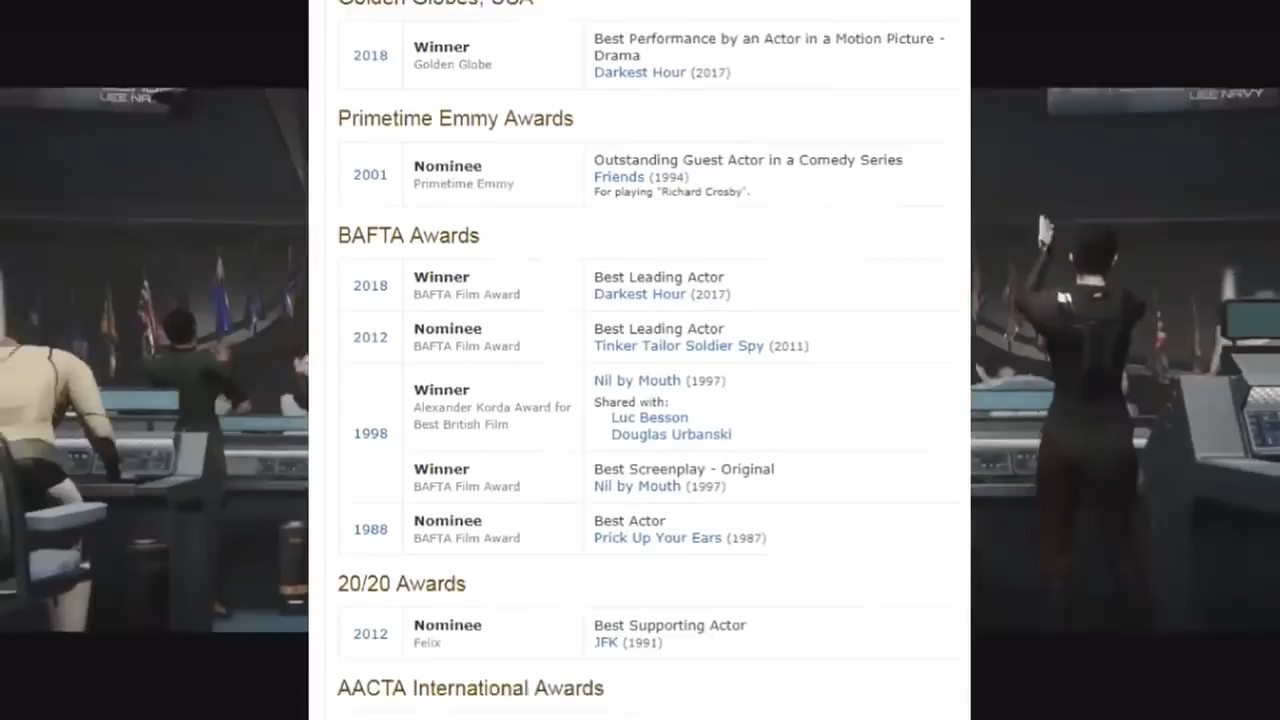 Golden Globes, USA
2018
Winner
Golden Globe
Best Performance by an Actor in a Motion Picture -
Drama
Darkest Hour (2017)
Primetime Emmy Awards
2001
Nominee
Primetime Emmy
Outstanding Guest Actor in a Comedy Series
Friends (1994)
For playing "Richard Crosby".
BAFTA Awards
2018
Winner
BAFTA Film Award
Best Leading Actor
Darkest Hour (2017)
2012
Nominee
BAFTA Film Award
Best Leading Actor
Tinker Tailor Soldier Spy (2011)
1998
Winner
Alexander Korda Award for
Best British Film
Nil by Mouth (1997)
Shared with:
Luc Besson
Douglas Urbanski
Winner
BAFTA Film Award
Best Screenplay - Original
Nil by Mouth (1997)
1988
Nominee
BAFTA Film Award
Best Actor
Prick Up Your Ears (1987)
20/20 Awards
2012
Nominee
Felix
Best Supporting Actor
JFK (1991)
AACTA International Awards
UEE NAVY